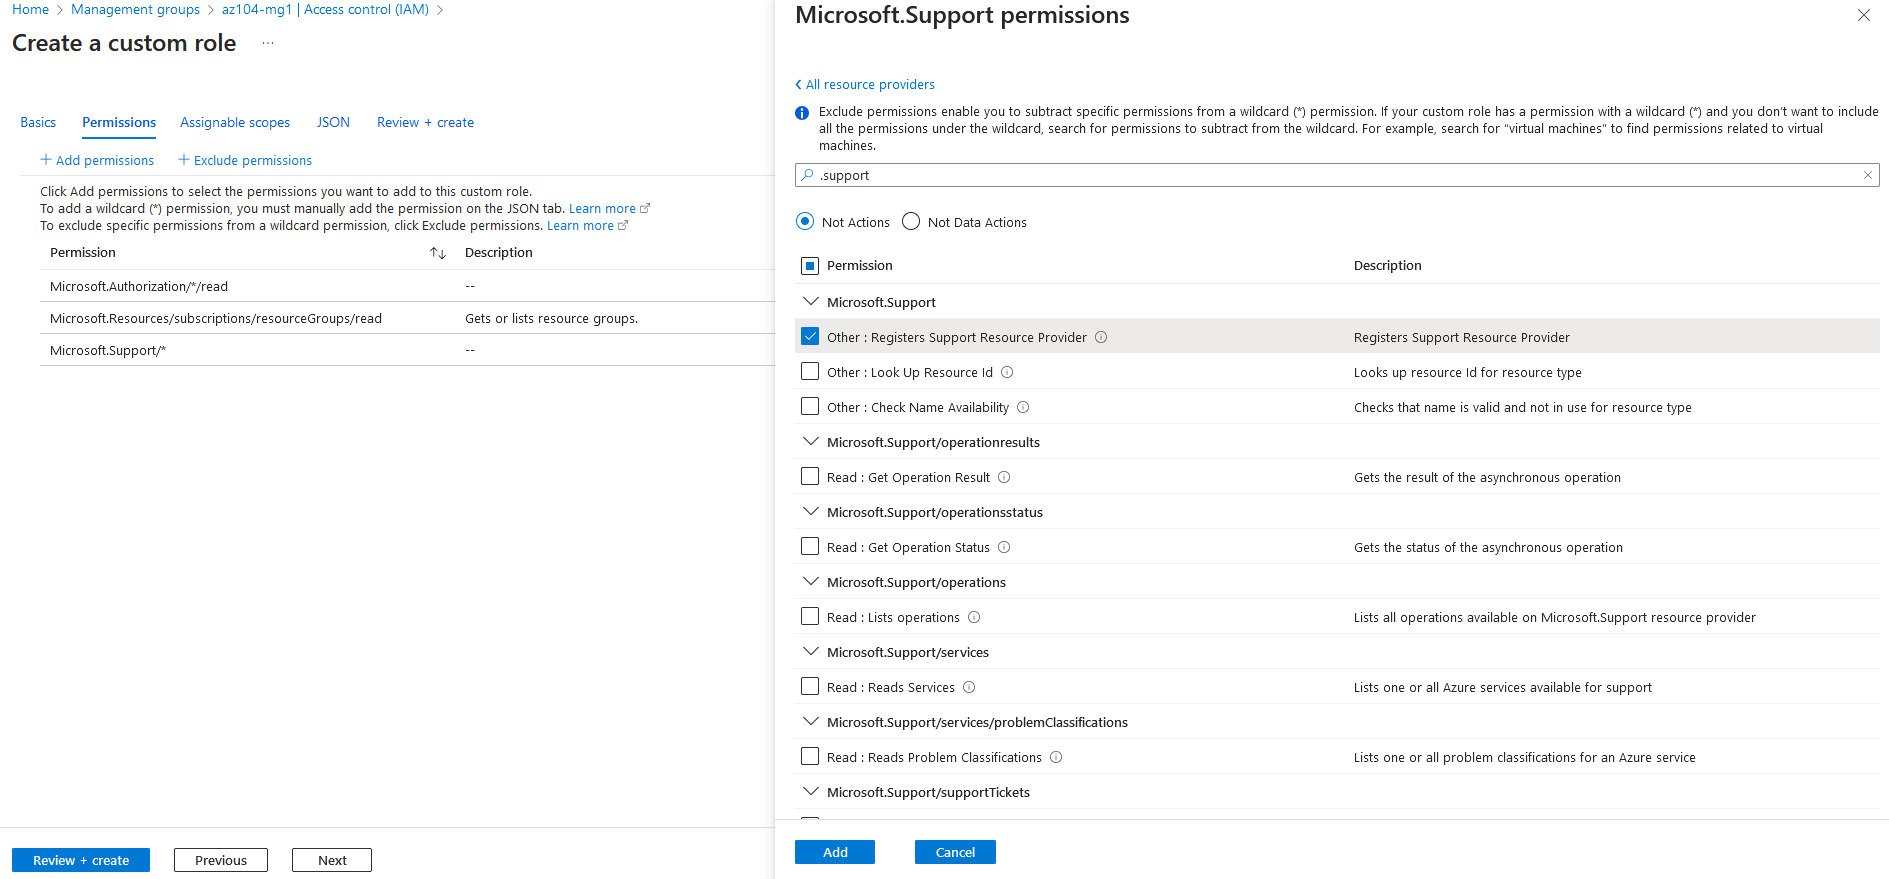 Home > Management groups > az104-mg1 | Access control (IAM) >
Create a custom role ...
Basics Permissions Assignable scopes JSON Review + create
+ Add permissions + Exclude permissions
Click Add permissions to select the permissions you want to add to this custom role.
To add a wildcard (*) permission, you must manually add the permission on the JSON tab. Learn more
To exclude specific permissions from a wildcard permission, click Exclude permissions. Learn more
Permission Description
Microsoft.Authorization/*/read --
Microsoft.Resources/subscriptions/resourceGroups/read Gets or lists resource groups.
Microsoft.Support/* --
Review + create Previous Next
Microsoft.Support permissions
All resource providers
Exclude permissions enable you to subtract specific permissions from a wildcard (*) permission. If your custom role has a permission with a wildcard (*) and you don't want to include
all the permissions under the wildcard, search for permissions to subtract from the wildcard. For example, search for “virtual machines” to find permissions related to virtual
machines.
.support
Not Actions Not Data Actions
Permission Description
Microsoft.Support
Other : Registers Support Resource Provider Registers Support Resource Provider
Other : Look Up Resource Id Looks up resource Id for resource type
Other : Check Name Availability Checks that name is valid and not in use for resource type
Microsoft.Support/operationresults
Read : Get Operation Result Gets the result of the asynchronous operation
Microsoft.Support/operationsstatus
Read : Get Operation Status Gets the status of the asynchronous operation
Microsoft.Support/operations
Read : Lists operations Lists all operations available on Microsoft.Support resource provider
Microsoft.Support/services
Read : Reads Services Lists one or all Azure services available for support
Microsoft.Support/services/problemClassifications
Read : Reads Problem Classifications Lists one or all problem classifications for an Azure service
Microsoft.Support/supportTickets
Add Cancel